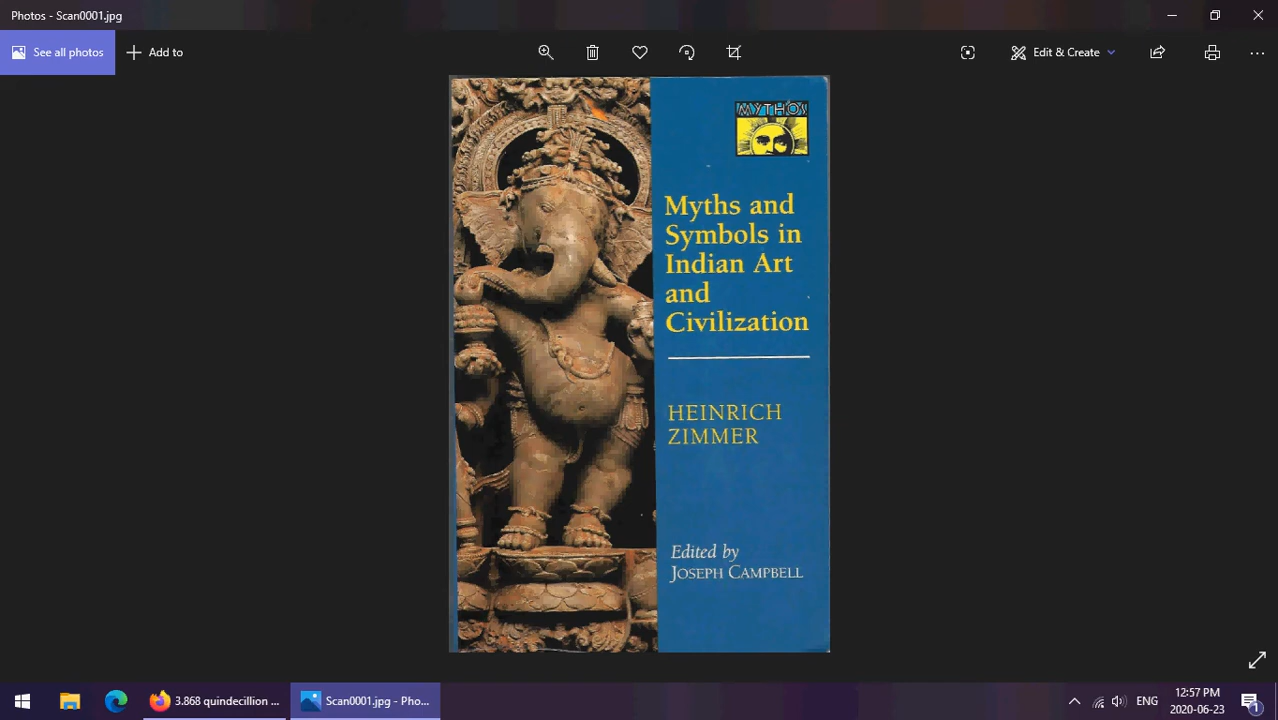 Photos - Scan0001.jpg
See all photos
Add to
Edit & Create
MYTHOS
Myths and
Symbols in
Indian Art
and
Civilization
HEINRICH
ZIMMER
Edited by
JOSEPH CAMPBELL
3.868 quindecillion ...
Scan0001.jpg - Pho...
ENG
12:57 PM
2020-06-23
1